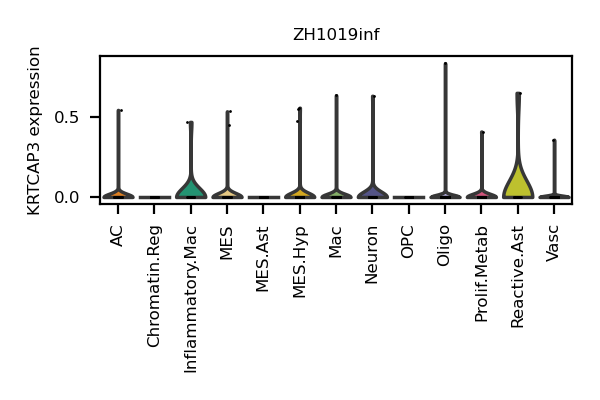 ZH1019inf
KRTCAP3 expression
0.5
0.0
AC
Chromatin.Reg
Inflammatory.Mac
MES
MES.Ast
MES.Hyp
Mac
Neuron
OPC
Oligo
Prolif.Metab
Reactive.Ast
Vasc